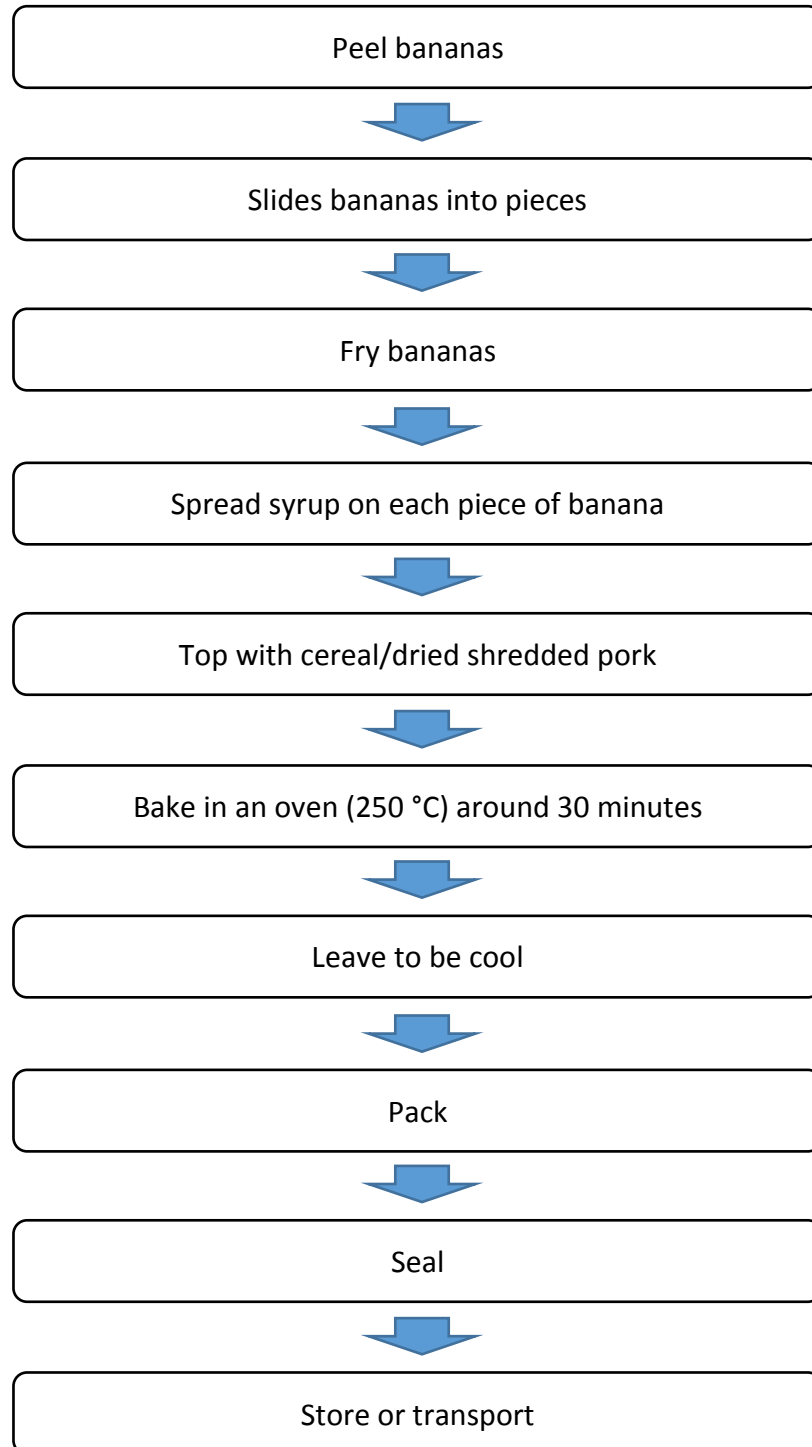 Peel bananas
Slides bananas into pieces
Fry bananas
Spread syrup on each piece of banana
Top with cereal/dried shredded pork
Bake in an oven (250 °C) around 30 minutes
Leave to be cool
Pack
Seal
Store or transport